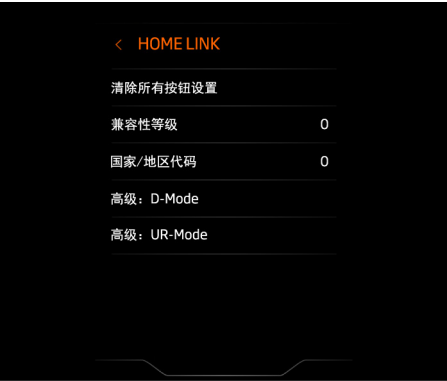 < HOME LINK
清除所有按钮设置
兼容性等级 0
国家/地区代码 0
高级：D-Mode
高级：UR-Mode